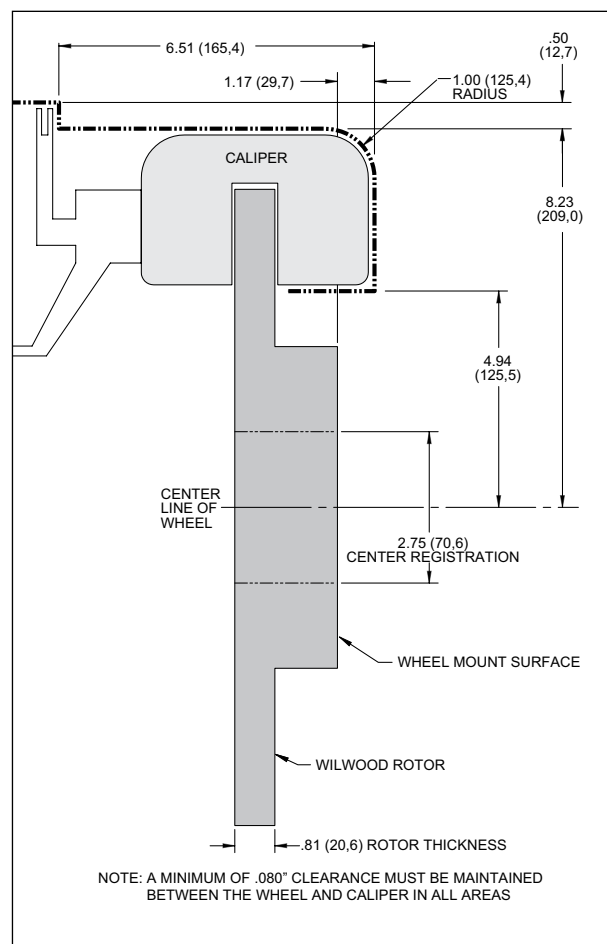 6.51 (165,4)
.50
(12,7)
1.17 (29,7)
1.00 (125,4)
RADIUS
CALIPER
8.23
(209,0)
4.94
(125,5)
CENTER
LINE OF
WHEEL
2.75 (70,6)
CENTER REGISTRATION
WHEEL MOUNT SURFACE
WILWOOD ROTOR
.81 (20,6) ROTOR THICKNESS
NOTE: A MINIMUM OF .080” CLEARANCE MUST BE MAINTAINED
BETWEEN THE WHEEL AND CALIPER IN ALL AREAS